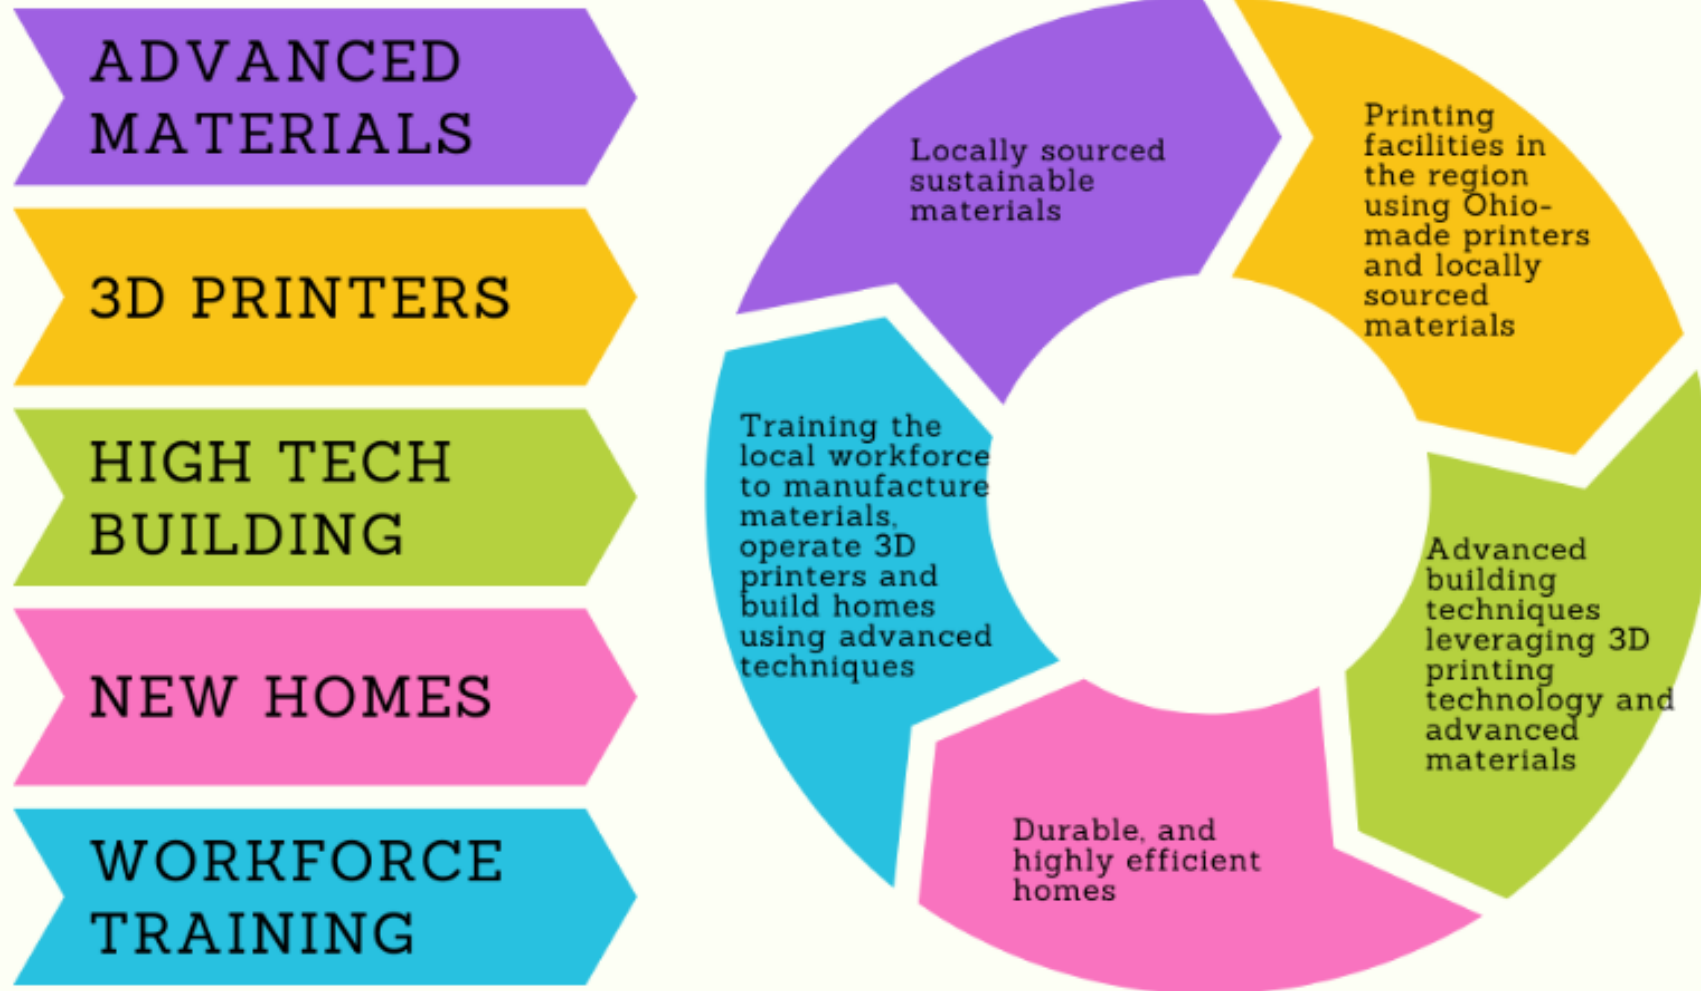 ADVANCED
MATERIALS
3D PRINTERS
HIGH TECH
BUILDING
NEW HOMES
WORKFORCE
TRAINING
Locally sourced
sustainable
materials
Printing
facilities in
the region
using Ohio-
made printers
and locally
sourced
materials
Advanced
building
techniques
leveraging 3D
printing
technology and
advanced
materials
Durable, and
highly efficient
homes
Training the
local workforce
to manufacture
materials,
operate 3D
printers and
build homes
using advanced
techniques